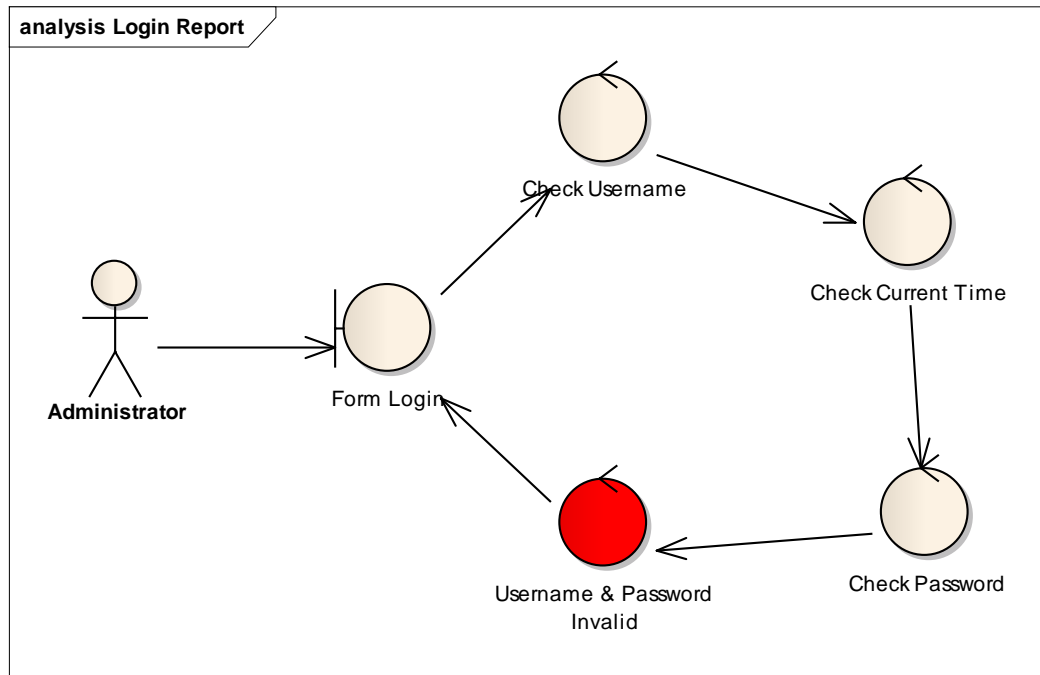 analysis Login Report
Check Username
Check Current Time
Administrator
Form Login
Username & Password
Invalid
Check Password